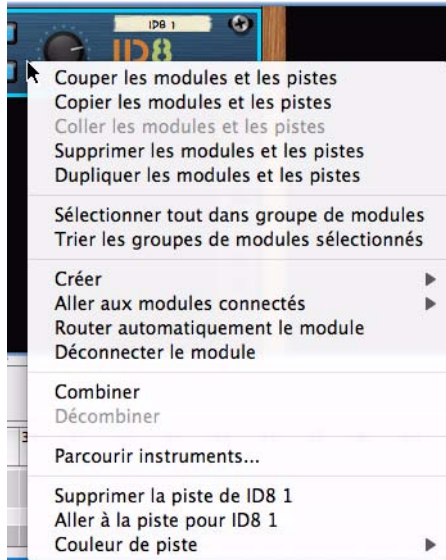 ID8 1
ID8
Couper les modules et les pistes
Copier les modules et les pistes
Coller les modules et les pistes
Supprimer les modules et les pistes
Dupliquer les modules et les pistes
Sélectionner tout dans groupe de modules
Trier les groupes de modules sélectionnés
Créer
Aller aux modules connectés
Router automatiquement le module
Déconnecter le module
Combiner
Décombiner
3
Parcourir instruments...
Supprimer la piste de ID8 1
Aller à la piste pour ID8 1
Couleur de piste